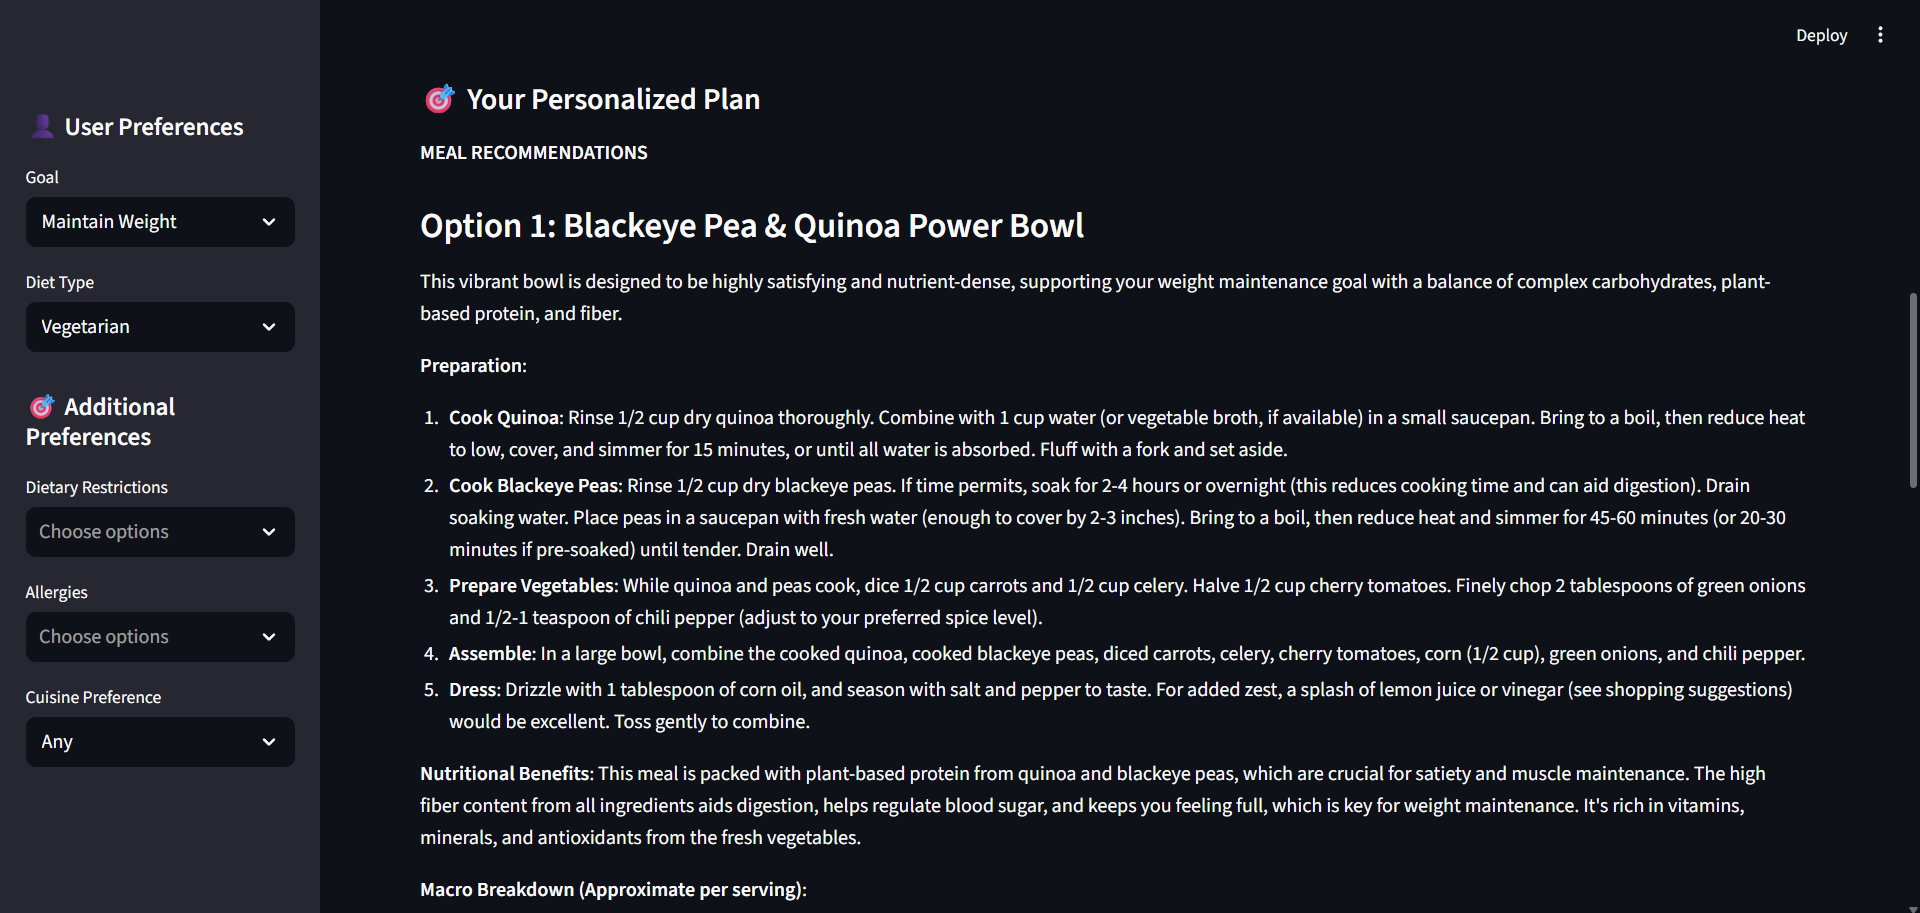 Deploy
User Preferences
Goal
Maintain Weight
Diet Type
Vegetarian
Additional
Preferences
Dietary Restrictions
Choose options
Allergies
Choose options
Cuisine Preference
Any
Your Personalized Plan
MEAL RECOMMENDATIONS
Option 1: Blackeye Pea & Quinoa Power Bowl
This vibrant bowl is designed to be highly satisfying and nutrient-dense, supporting your weight maintenance goal with a balance of complex carbohydrates, plant-
based protein, and fiber.
Preparation:
1. Cook Quinoa: Rinse 1/2 cup dry quinoa thoroughly. Combine with 1 cup water (or vegetable broth, if available) in a small saucepan. Bring to a boil, then reduce heat
to low, cover, and simmer for 15 minutes, or until all water is absorbed. Fluff with a fork and set aside.
2. Cook Blackeye Peas: Rinse 1/2 cup dry blackeye peas. If time permits, soak for 2-4 hours or overnight (this reduces cooking time and can aid digestion). Drain
soaking water. Place peas in a saucepan with fresh water (enough to cover by 2-3 inches). Bring to a boil, then reduce heat and simmer for 45-60 minutes (or 20-30
minutes if pre-soaked) until tender. Drain well.
3. Prepare Vegetables: While quinoa and peas cook, dice 1/2 cup carrots and 1/2 cup celery. Halve 1/2 cup cherry tomatoes. Finely chop 2 tablespoons of green onions
and 1/2-1 teaspoon of chili pepper (adjust to your preferred spice level).
4. Assemble: In a large bowl, combine the cooked quinoa, cooked blackeye peas, diced carrots, celery, cherry tomatoes, corn (1/2 cup), green onions, and chili pepper.
5. Dress: Drizzle with 1 tablespoon of corn oil, and season with salt and pepper to taste. For added zest, a splash of lemon juice or vinegar (see shopping suggestions)
would be excellent. Toss gently to combine.
Nutritional Benefits: This meal is packed with plant-based protein from quinoa and blackeye peas, which are crucial for satiety and muscle maintenance. The high
fiber content from all ingredients aids digestion, helps regulate blood sugar, and keeps you feeling full, which is key for weight maintenance. It's rich in vitamins,
minerals, and antioxidants from the fresh vegetables.
Macro Breakdown (Approximate per serving):